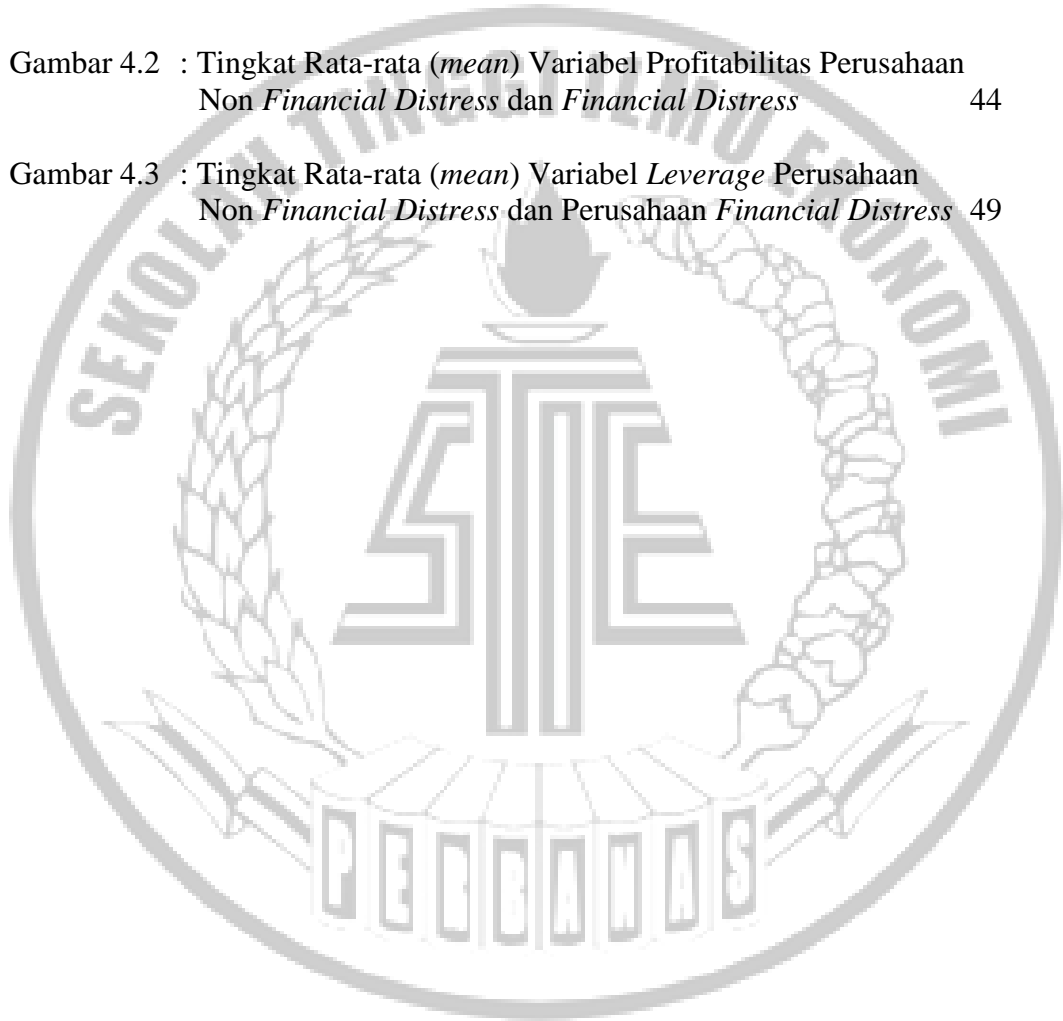 Gambar 4.2 : Tingkat Rata-rata (mean) Variabel Profitabilitas Perusahaan
Non Financial Distress dan Financial Distress 44
Gambar 4.3 : Tingkat Rata-rata (mean) Variabel Leverage Perusahaan
Non Financial Distress dan Perusahaan Financial Distress 49
SEKOLAH TINGGI ILMU EKONOMI
STIE
PERBANAS